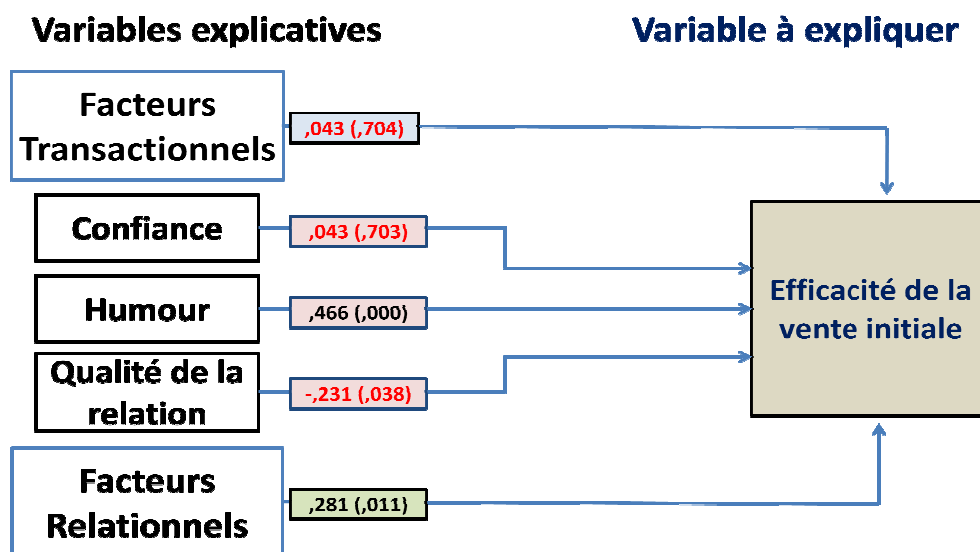 Variables explicatives
Variable à expliquer
Facteurs
Transactionnels
,043 (,704)
Confiance
,043 (,703)
Humour
,466 (,000)
Efficacité de la
vente initiale
Qualité de la
relation
-,231 (,038)
Facteurs
Relationnels
,281 (,011)